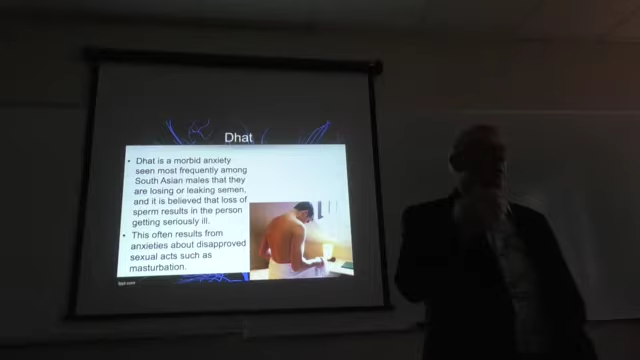 Dhat
• Dhat is a morbid anxiety
seen most frequently among
South Asian males that they
are losing or leaking semen,
and it is believed that loss of
sperm results in the person
getting seriously ill.
• This often results from
anxieties about disapproved
sexual acts such as
masturbation.